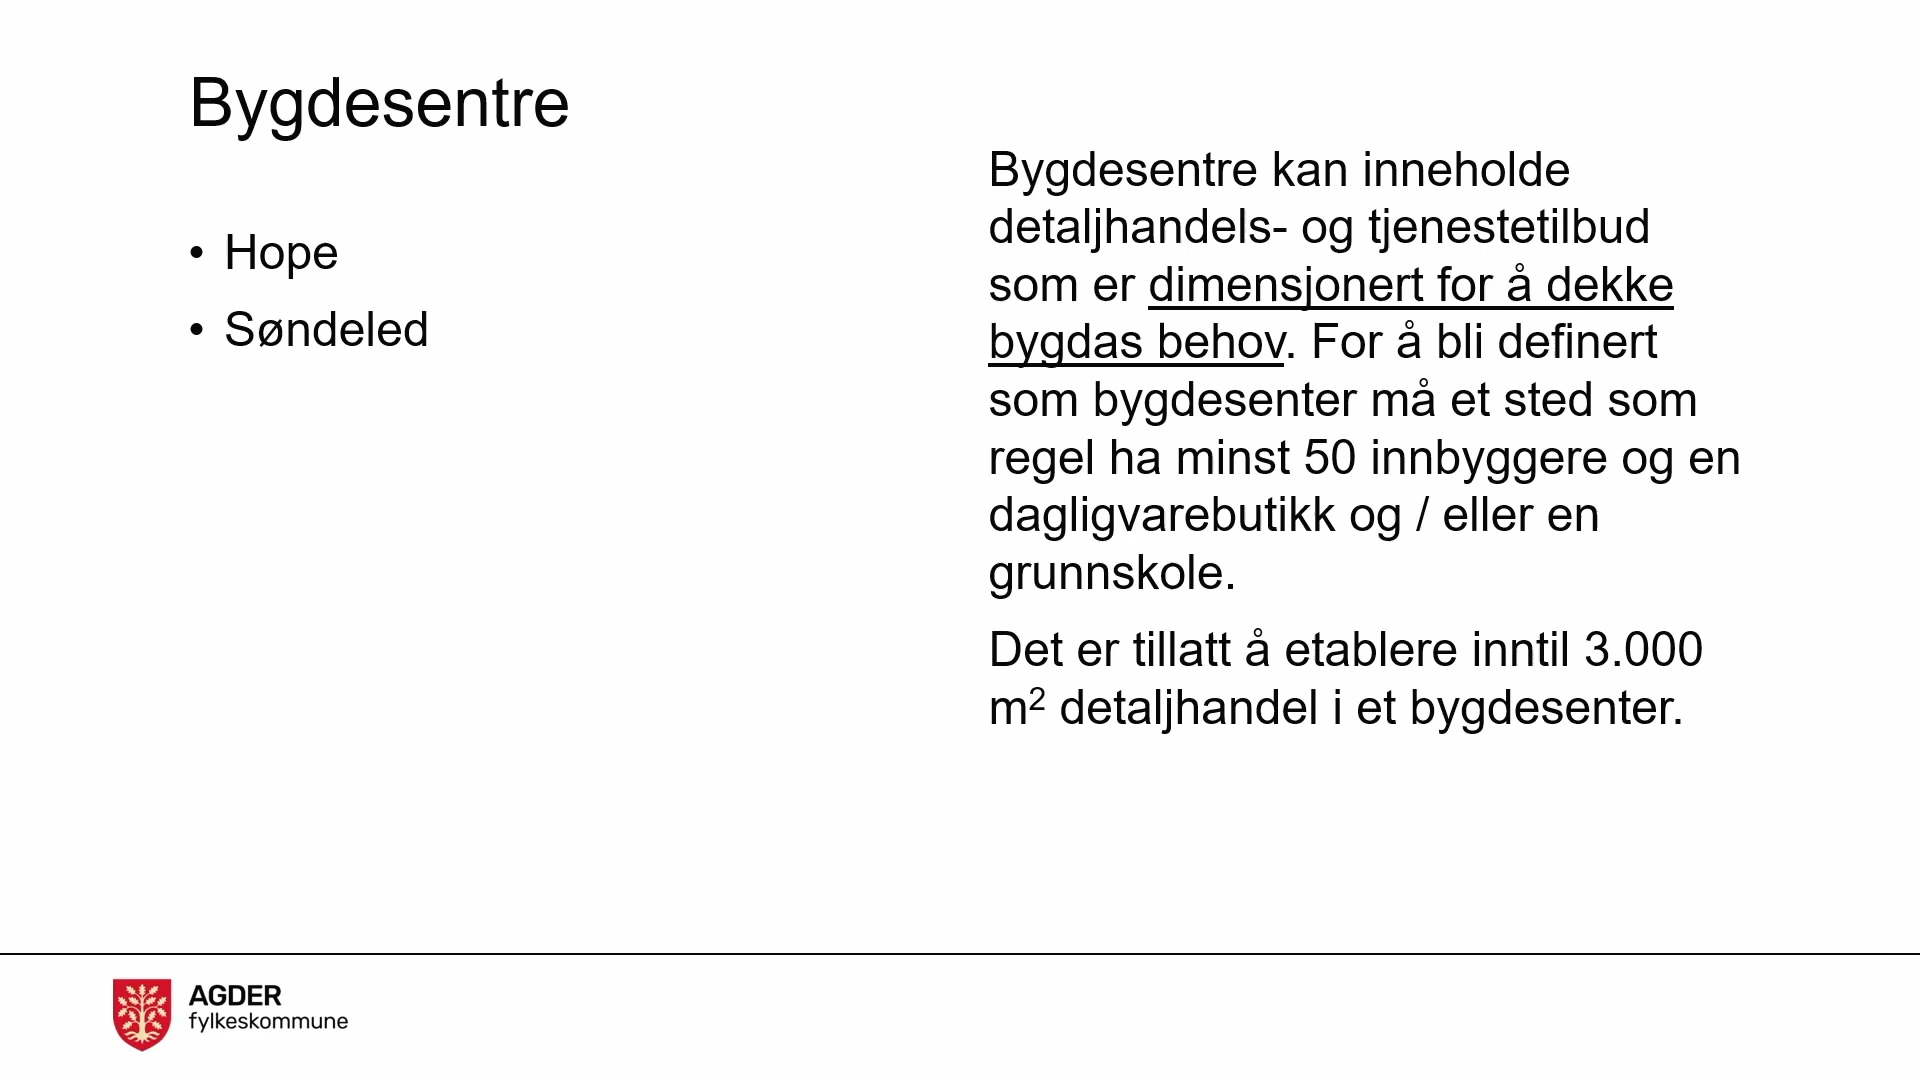 Bygdesentre
• Hope
• Søndeled
Bygdesentre kan inneholde
detaljhandels- og tjenestetilbud
som er dimensjonert for å dekke
bygdas behov. For å bli definert
som bygdesenter må et sted som
regel ha minst 50 innbyggere og en
dagligvarebutikk og / eller en
grunnskole.
Det er tillatt å etablere inntil 3.000
m² detaljhandel i et bygdesenter.
AGDER
fylkeskommune